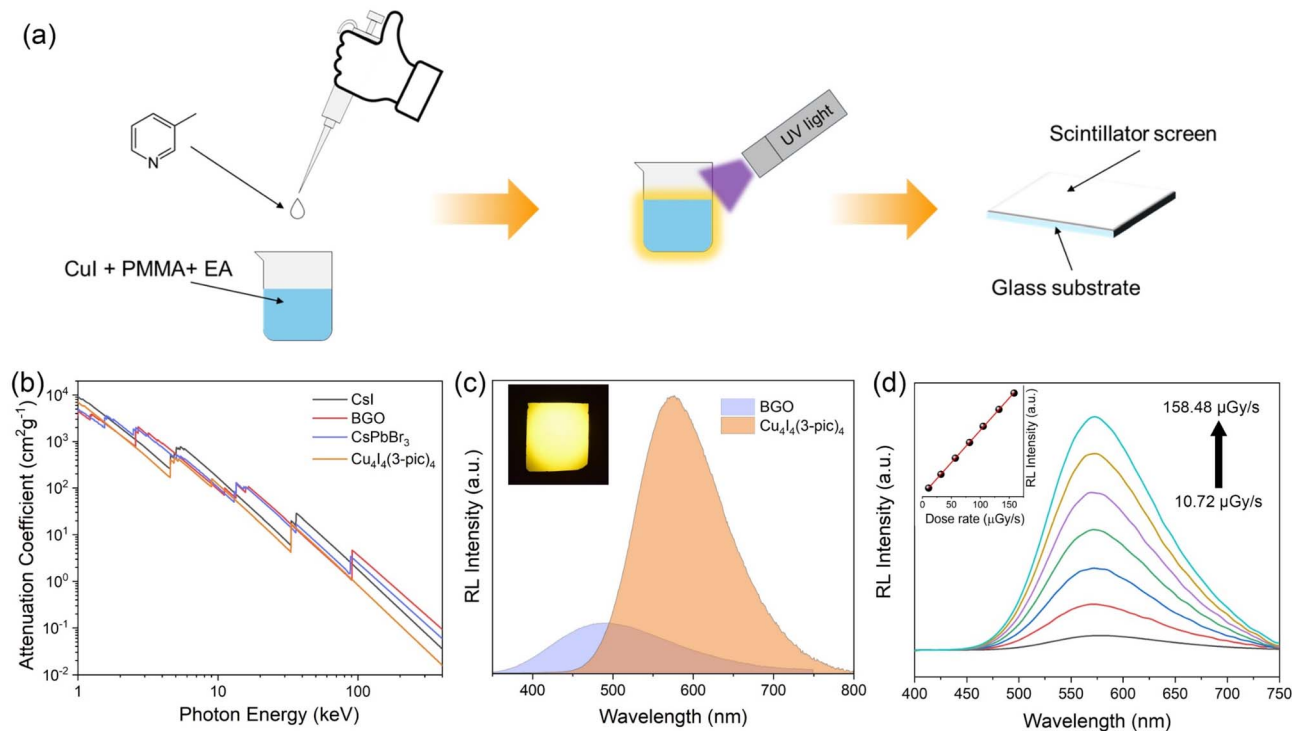 (a)
N
CuI + PMMA+ EA
UV light
Scintillator screen
Glass substrate
(b)
Attenuation Coefficient (cm²g⁻¹)
10⁴
10³
10²
10¹
10⁰
10⁻¹
10⁻²
1
10
100
Photon Energy (keV)
CsI
BGO
CsPbBr₃
Cu₄I₄(3-pic)₄
(c)
RL Intensity (a.u.)
BGO
Cu₄I₄(3-pic)₄
400
500
600
700
800
Wavelength (nm)
(d)
RL Intensity (a.u.)
RL Intensity (a.u.)
0
50
100
150
Dose rate (μGy/s)
158.48 μGy/s
10.72 μGy/s
400
450
500
550
600
650
700
750
Wavelength (nm)